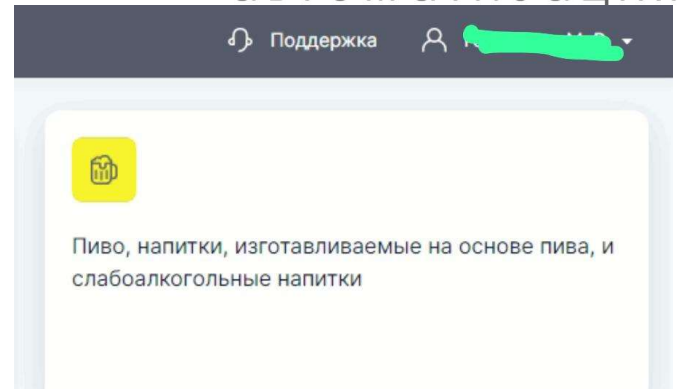 Поддержка
Пиво, напитки, изготавливаемые на основе пива, и
слабоалкогольные напитки